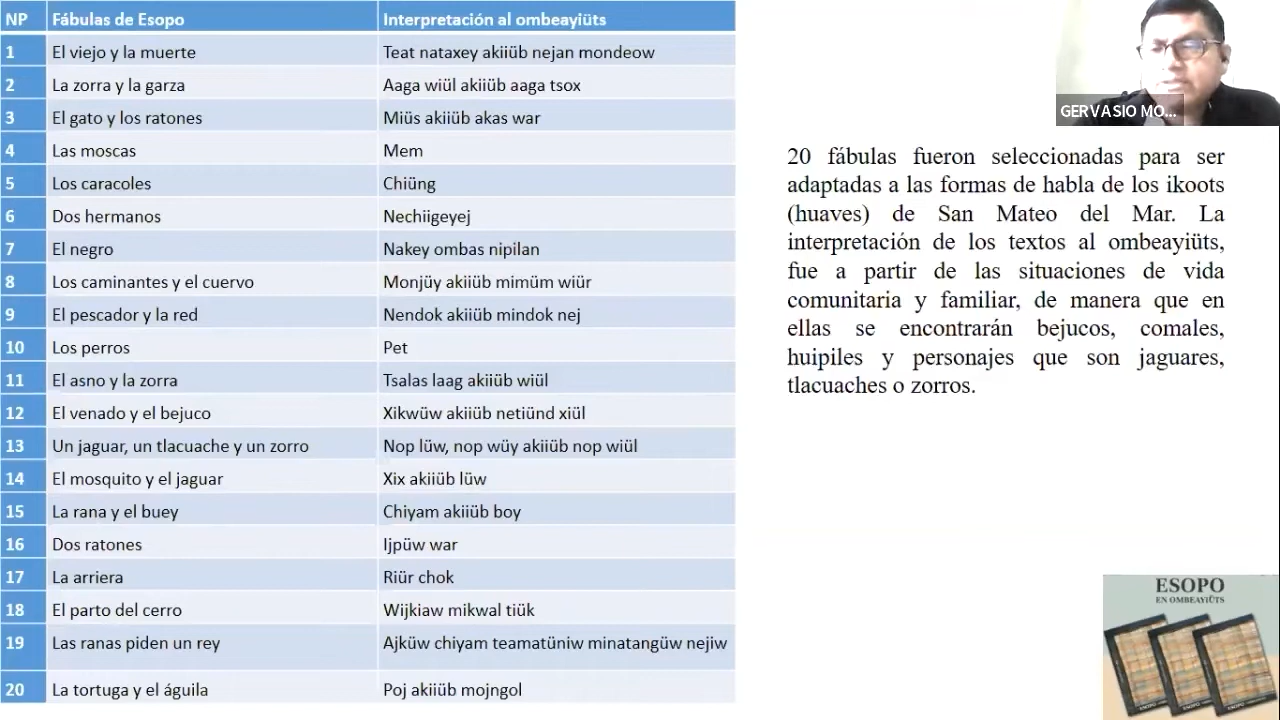 NP Fábulas de Esopo Interpretación al ombeayiüts
1 El viejo y la muerte Teat nataxey akiiüb nejan mondeow
2 La zorra y la garza Aaga wiül akiiüb aaga tsox
3 El gato y los ratones Miüs akiiüb akas war
4 Las moscas Mem
5 Los caracoles Chiüng
6 Dos hermanos Nechiigeyej
7 El negro Nakey ombas nipilan
8 Los caminantes y el cuervo Monjüy akiiüb mimüm wiür
9 El pescador y la red Nendok akiiüb mindok nej
10 Los perros Pet
11 El asno y la zorra Tsalas laag akiiüb wiül
12 El venado y el bejuco Xikwüw akiiüb netiünd xiül
13 Un jaguar, un tlacuache y un zorro Nop lüw, nop wüy akiiüb nop wiül
14 El mosquito y el jaguar Xix akiiüb lüw
15 La rana y el buey Chiyam akiiüb boy
16 Dos ratones Ijpüw war
17 La arriera Riür chok
18 El parto del cerro Wijkiaw mikwal tiük
19 Las ranas piden un rey Ajküw chiyam teamatüniw minatangüw nejiw
20 La tortuga y el águila Poj akiiüb mojngol
GERVASIO MO...
20 fábulas fueron seleccionadas para ser
adaptadas a las formas de habla de los ikoots
(huaves) de San Mateo del Mar. La
interpretación de los textos al ombeayiüts,
fue a partir de las situaciones de vida
comunitaria y familiar, de manera que en
ellas se encontrarán bejucos, comales,
huipiles y personajes que son jaguares,
tlacuaches o zorros.
ESOPO
EN OMBEAYIÜTS
ESOPO
ESOPO
ESOPO